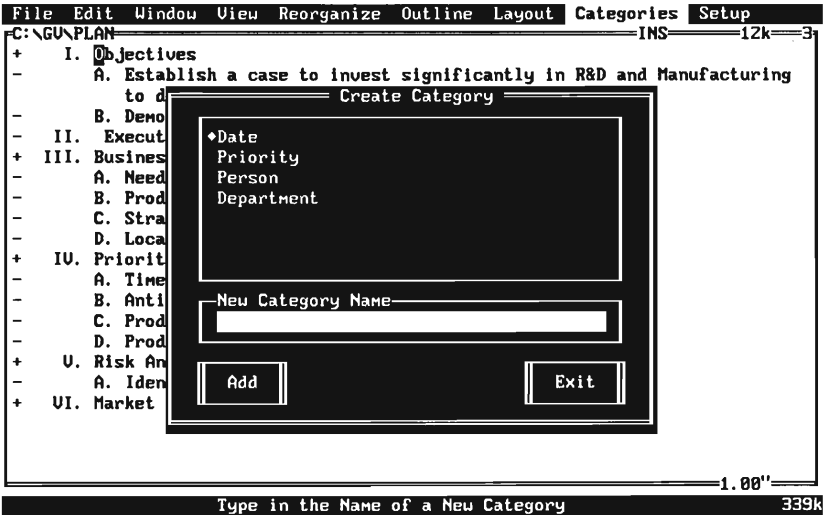 File Edit Window View Reorganize Outline Layout Categories Setup
C:\GV\PLAN INS 12k 3
+ I. Objectives
- A. Establish a case to invest significantly in R&D and Manufacturing
to d
- B. Demo
- II. Execut
+ III. Busines
- A. Need
- B. Prod
- C. Stra
- D. Loca
+ IV. Priorit
- A. Time
- B. Anti
- C. Prod
- D. Prod
+ V. Risk An
- A. Iden
+ VI. Market
Create Category
◆Date
Priority
Person
Department
New Category Name
Add Exit
1.00"
Type in the Name of a New Category 339k